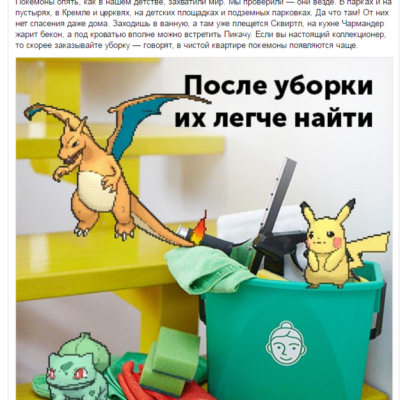 Покемоны опять, как в нашем детстве, захватили мир. Мы проверили — они везде. В парках и на
пустырях, в Кремле и церквях, на детских площадках и подземных парковках. Да что там! От них
нет спасения даже дома. Заходишь в ванную, а там уже плещется Сквиртл, на кухне Чармандер
жарит бекон, а под кроватью вполне можно встретить Пикачу. Если вы настоящий коллекционер,
то скорее заказывайте уборку — говорят, в чистой квартире покемоны появляются чаще.
После уборки
их легче найти